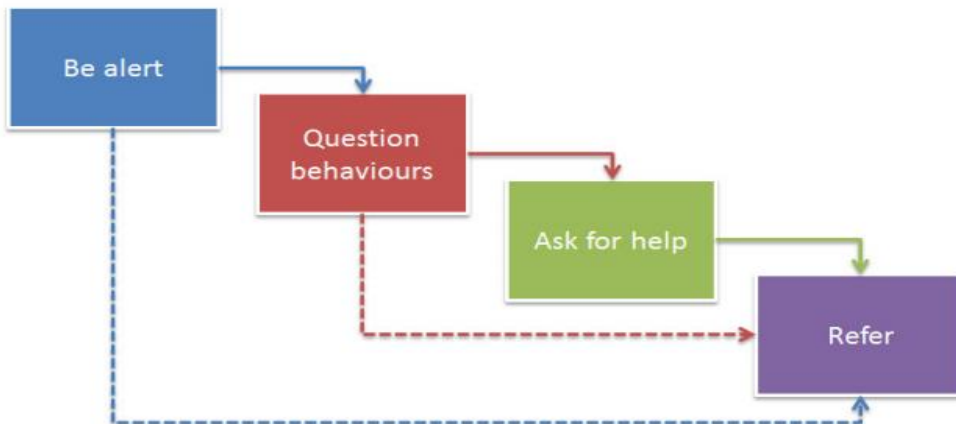 Be alert
Question
behaviours
Ask for help
Refer